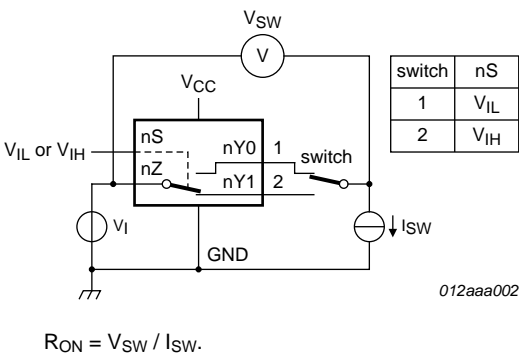 VSW
V
switch nS
1 VIL
2 VIH
VCC
VIL or VIH
nS
nZ
nY0 1
switch
nY1 2
VI
ISW
GND
012aaa002
RON = VSW / ISW.